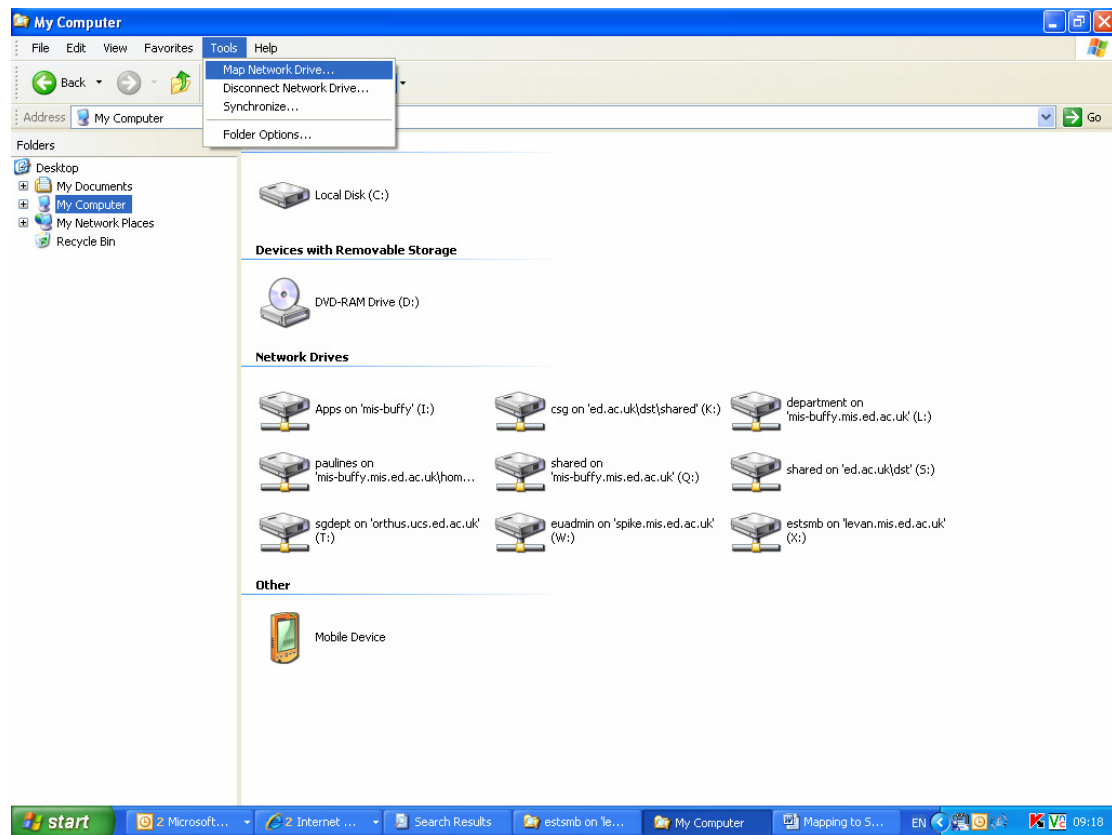 My Computer
File Edit View Favorites Tools Help
Back
Map Network Drive...
Disconnect Network Drive...
Synchronize...
Folder Options...
Address My Computer Go
Folders
Desktop
My Documents
My Computer
My Network Places
Recycle Bin
Local Disk (C:)
Devices with Removable Storage
DVD-RAM Drive (D:)
Network Drives
Apps on 'mis-buffy' (I:)
csg on 'ed.ac.uk\dst\shared' (K:)
department on
'mis-buffy.mis.ed.ac.uk' (L:)
paulines on
'mis-buffy.mis.ed.ac.uk\hom...
shared on
'mis-buffy.mis.ed.ac.uk' (Q:)
shared on 'ed.ac.uk\dst' (S:)
sgdept on 'orthus.ucs.ed.ac.uk'
(T:)
euadmin on 'spike.mis.ed.ac.uk'
(W:)
estsmb on 'levan.mis.ed.ac.uk'
(X:)
Other
Mobile Device
start 2 Microsoft... 2 Internet ... Search Results estsmb on 'le... My Computer Mapping to S... EN 09:18